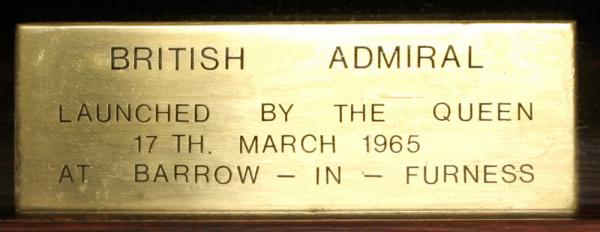 BRITISH ADMIRAL
LAUNCHED BY THE QUEEN
17 TH. MARCH 1965
AT BARROW – IN – FURNESS